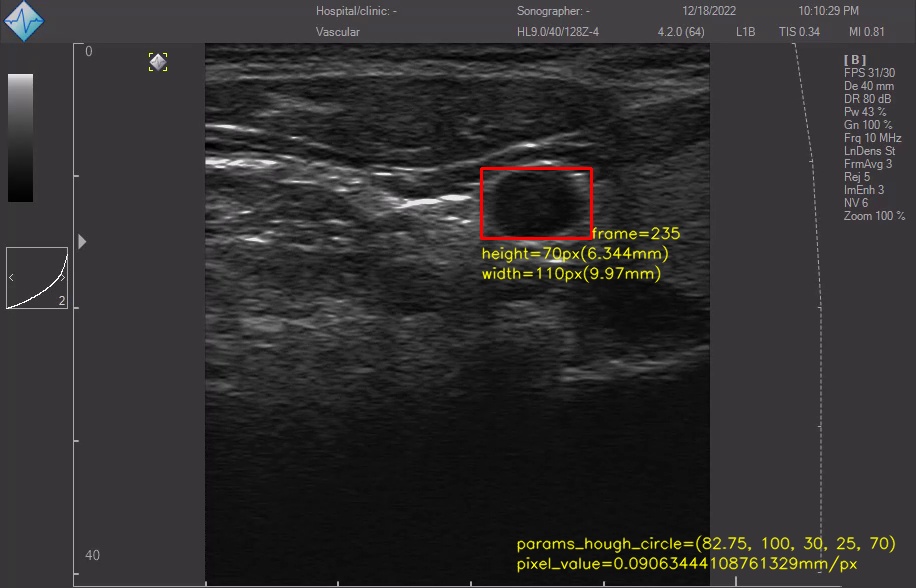 Hospital/clinic: - Sonographer: - 12/18/2022 10:10:29 PM
Vascular HL9.0/40/128Z-4 4.2.0 (64) L1B TIS 0.34 MI 0.81
0
[ B ]
FPS 31/30
De 40 mm
DR 80 dB
Pw 43 %
Gn 100 %
Frq 10 MHz
LnDens St
FrmAvg 3
Rej 5
ImEnh 3
NV 6
Zoom 100 %
frame=235
height=70px(6.344mm)
width=110px(9.97mm)
2
40
params_hough_circle=(82.75, 100, 30, 25, 70)
pixel_value=0.09063444108761329mm/px